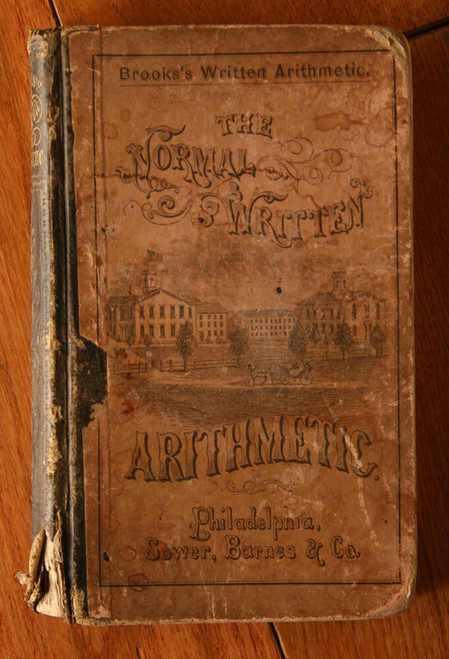 Brooks's Written Arithmetic.
THE
NORMAL
WRITTEN
ARITHMETIC.
Philadelphia,
Sower, Barnes & Co.